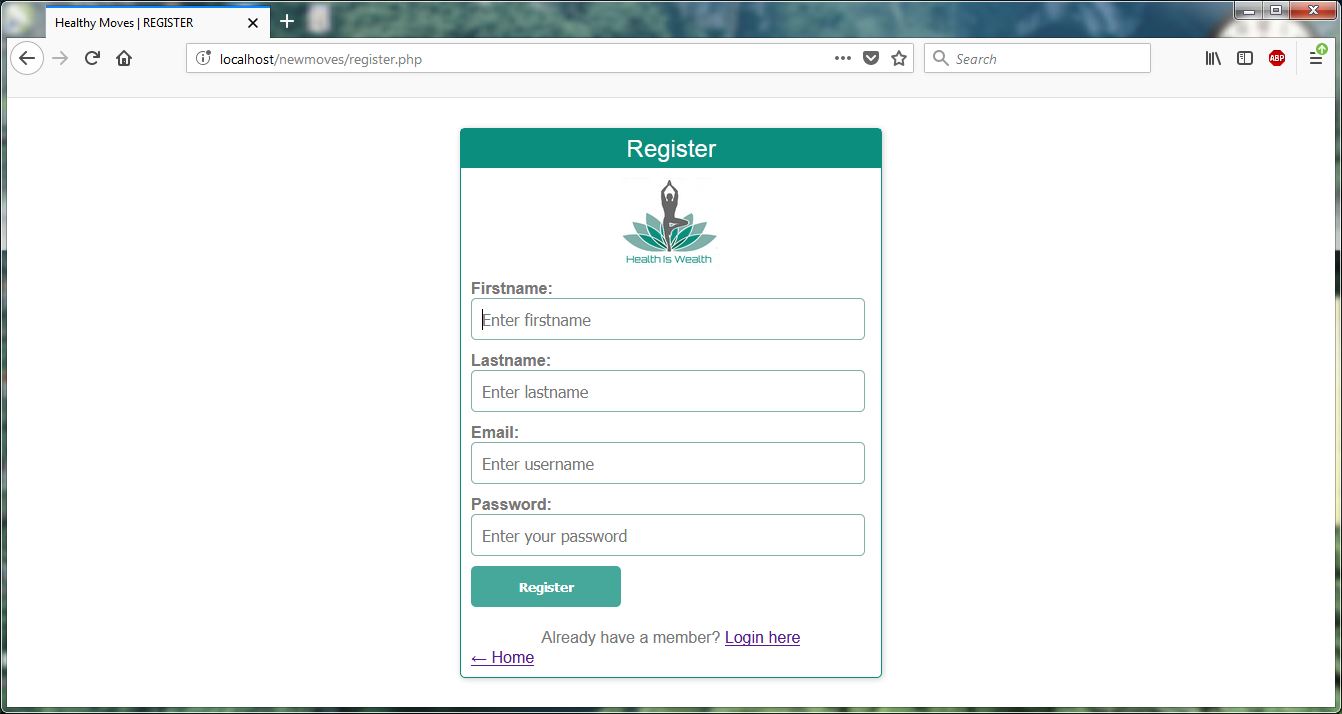 Healthy Moves | REGISTER
localhost/newmoves/register.php
Search
ABP
Register
Health Is Wealth
Firstname:
Enter firstname
Lastname:
Enter lastname
Email:
Enter username
Password:
Enter your password
Register
Already have a member? Login here
← Home